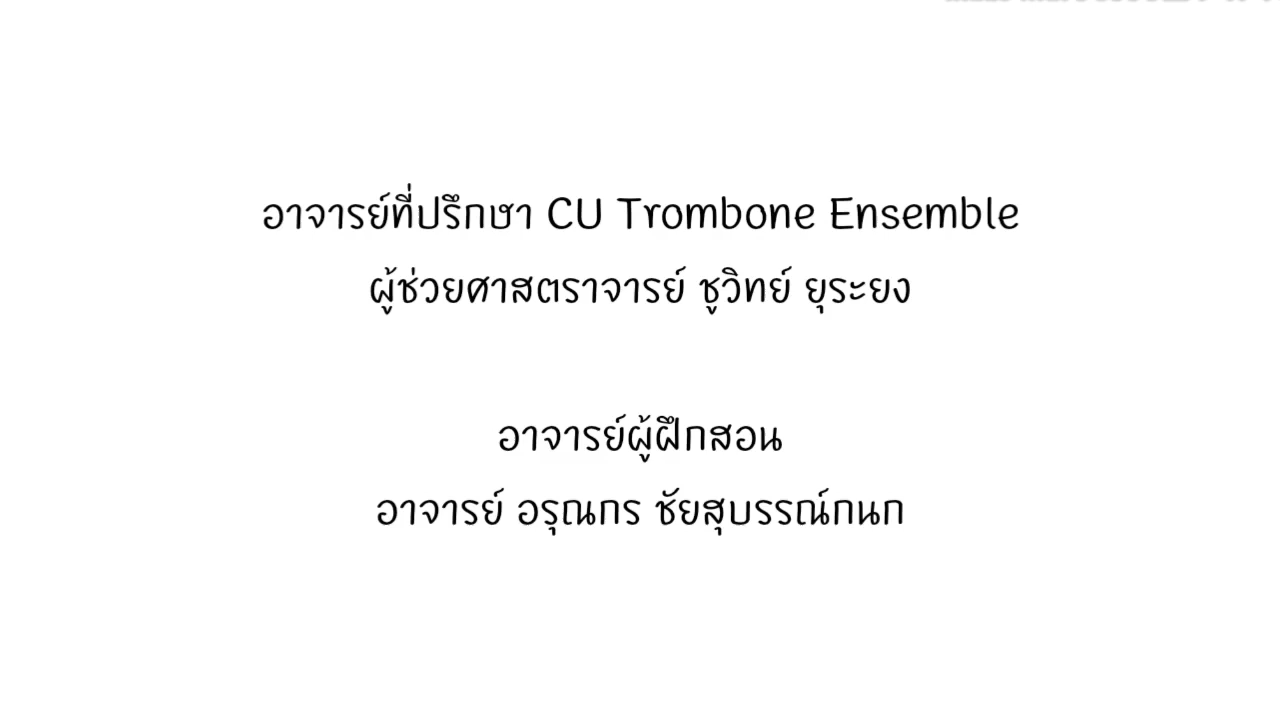 อาจารย์ที่ปรึกษา CU Trombone Ensemble
ผู้ช่วยศาสตราจารย์ ชูวิทย์ ยุระยง
อาจารย์ผู้ฝึกสอน
อาจารย์ อรุณกร ชัยสุบรรณ์กนก